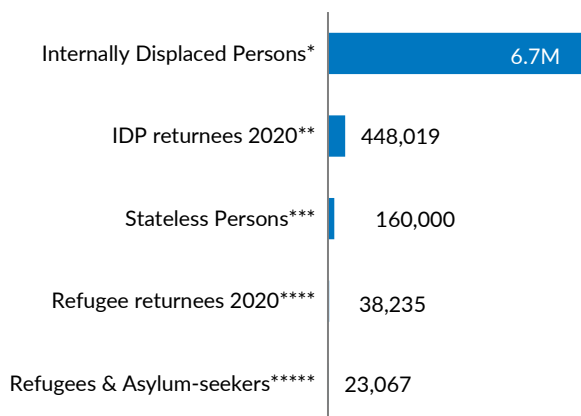 Internally Displaced Persons* 6.7M
IDP returnees 2020** 448,019
Stateless Persons*** 160,000
Refugee returnees 2020**** 38,235
Refugees & Asylum-seekers***** 23,067